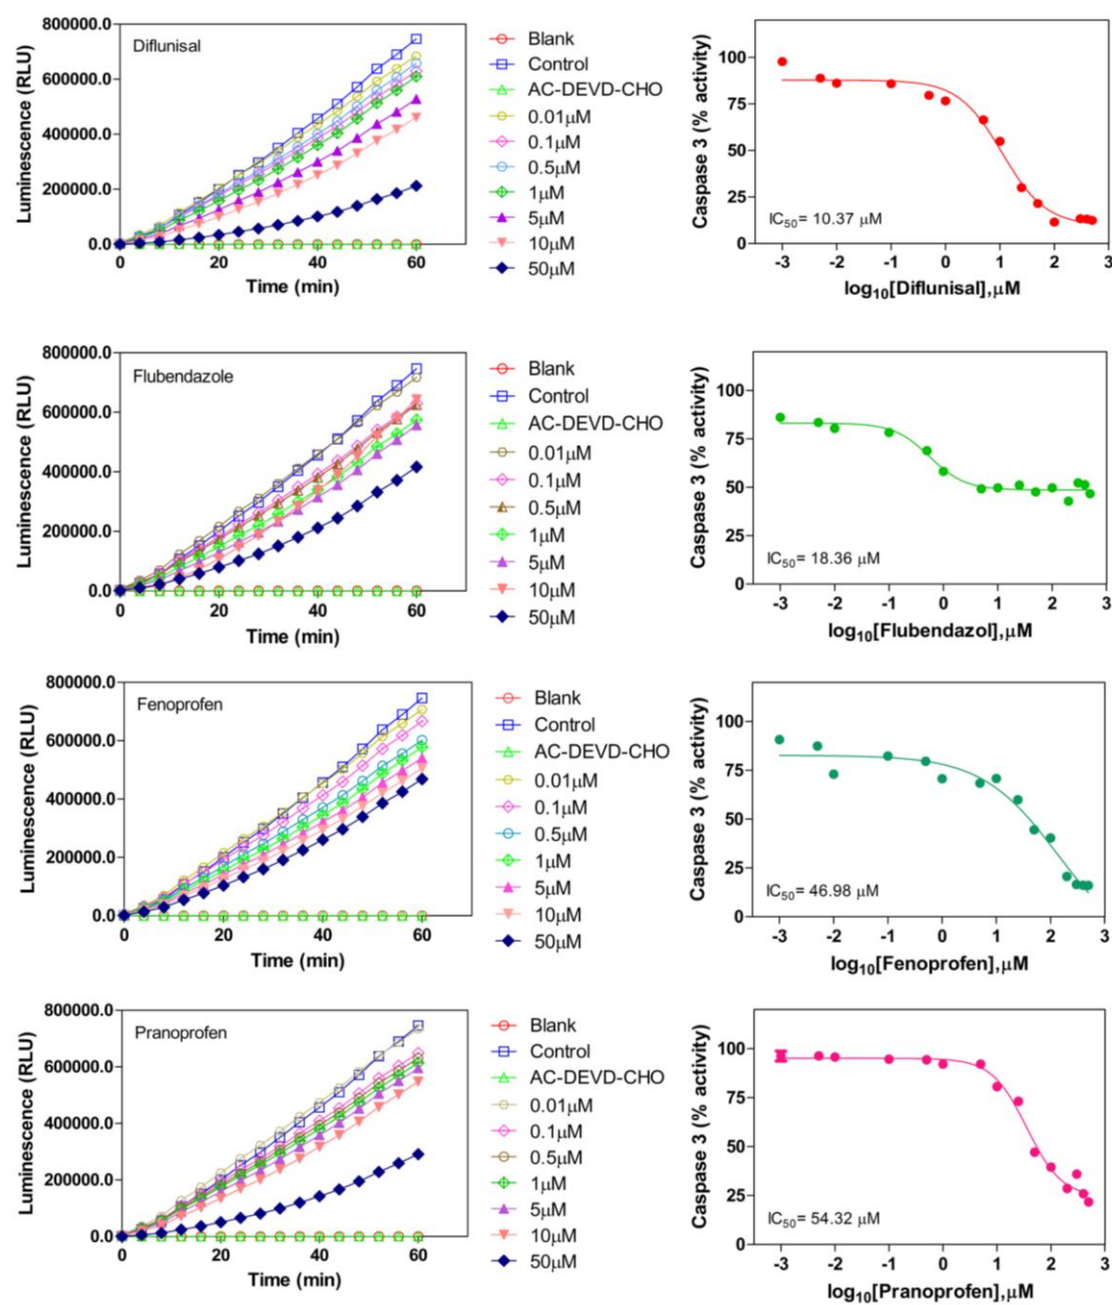 Diflunisal
Luminescence (RLU)
800000.0
600000.0
400000.0
200000.0
0.0
0 20 40 60
Time (min)
Blank
Control
AC-DEVD-CHO
0.01μM
0.1μM
0.5μM
1μM
5μM
10μM
50μM
Caspase 3 (% activity)
100
75
50
25
0
IC50= 10.37 μM
-3 -2 -1 0 1 2 3
log10[Diflunisal],μM
Flubendazole
Luminescence (RLU)
800000.0
600000.0
400000.0
200000.0
0.0
0 20 40 60
Time (min)
Blank
Control
AC-DEVD-CHO
0.01μM
0.1μM
0.5μM
1μM
5μM
10μM
50μM
Caspase 3 (% activity)
100
75
50
25
0
IC50= 18.36 μM
-3 -2 -1 0 1 2 3
log10[Flubendazol],μM
Fenoprofen
Luminescence (RLU)
800000.0
600000.0
400000.0
200000.0
0.0
0 20 40 60
Time (min)
Blank
Control
AC-DEVD-CHO
0.01μM
0.1μM
0.5μM
1μM
5μM
10μM
50μM
Caspase 3 (% activity)
100
75
50
25
0
IC50= 46.98 μM
-3 -2 -1 0 1 2 3
log10[Fenoprofen],μM
Pranoprofen
Luminescence (RLU)
800000.0
600000.0
400000.0
200000.0
0.0
0 20 40 60
Time (min)
Blank
Control
AC-DEVD-CHO
0.01μM
0.1μM
0.5μM
1μM
5μM
10μM
50μM
Caspase 3 (% activity)
100
75
50
25
0
IC50= 54.32 μM
-3 -2 -1 0 1 2 3
log10[Pranoprofen],μM